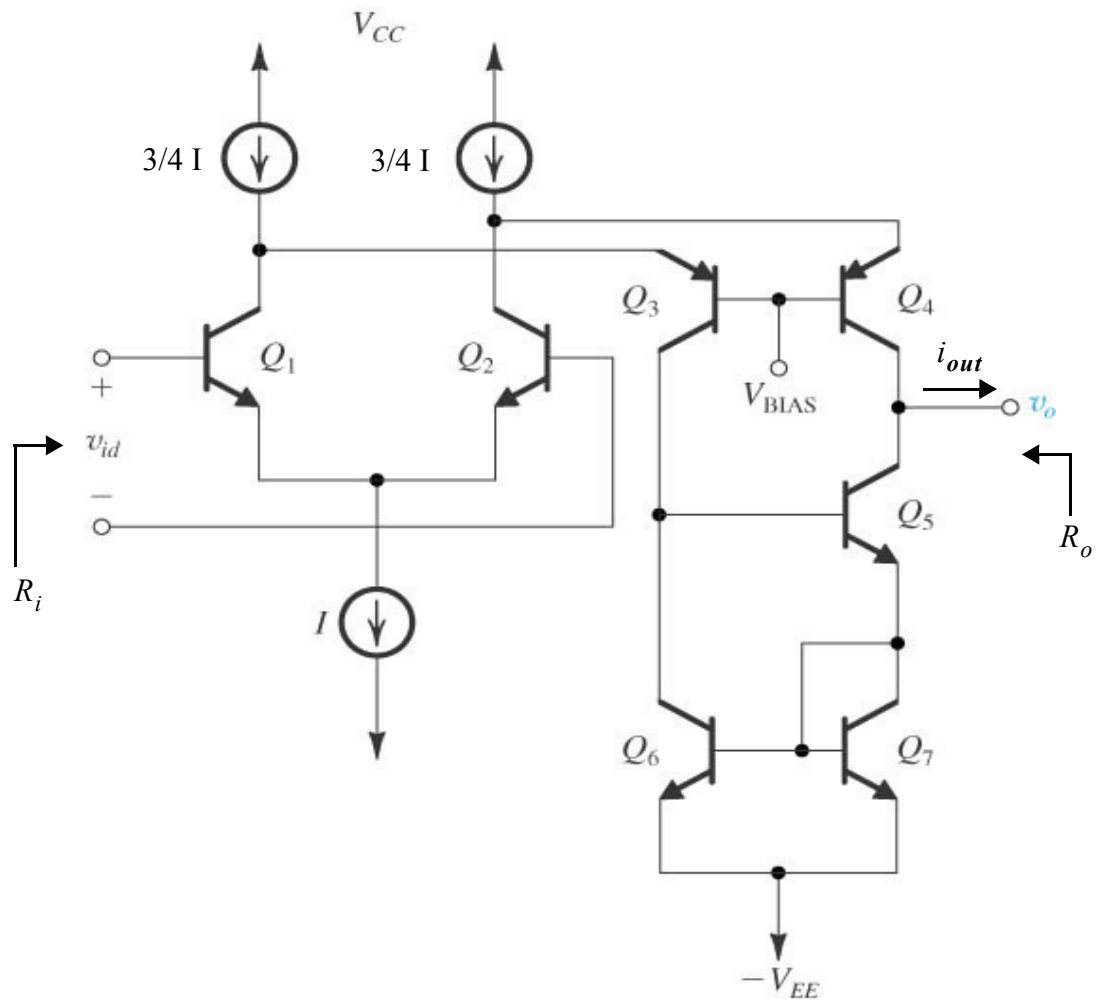 V_CC
3/4 I
3/4 I
Q_3
Q_4
Q_1
Q_2
i_out
V_BIAS
v_o
+
v_id
−
Q_5
R_i
R_o
I
Q_6
Q_7
−V_EE